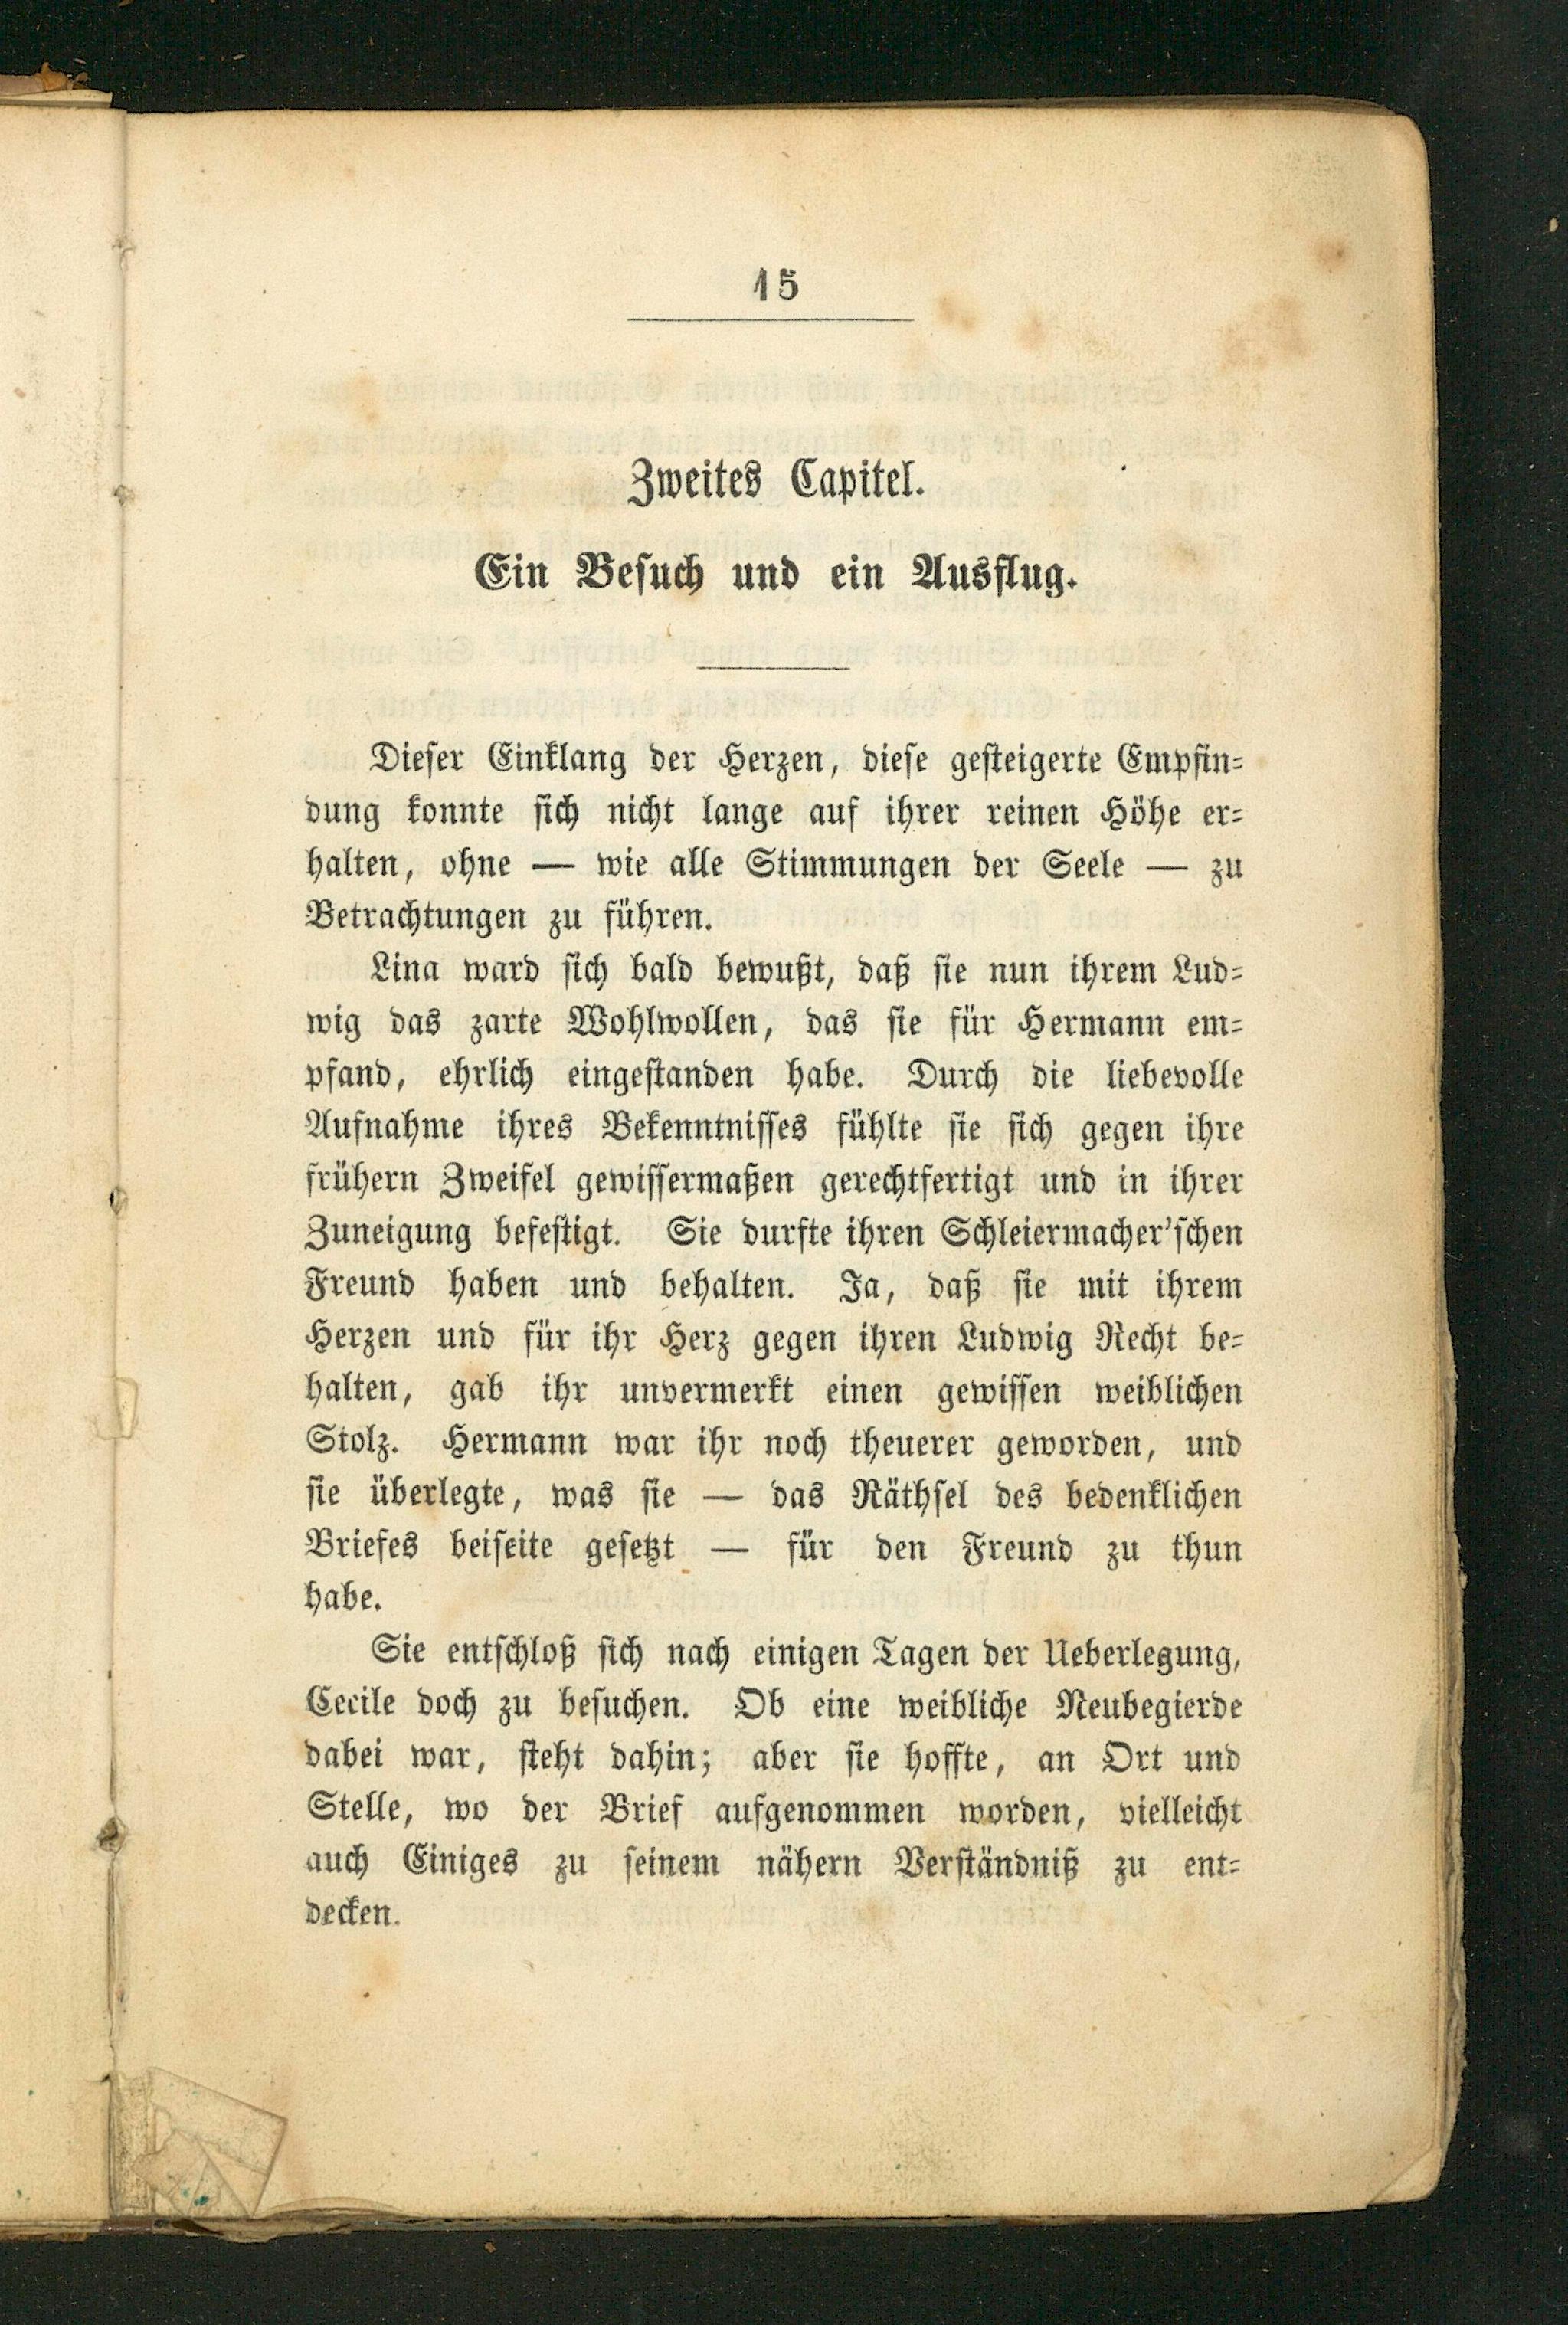 15
Zweites Capitel.
Ein Besuch und ein Ausflug.
Dieser Einklang der Herzen, diese gesteigerte Empfin-
dung konnte sich nicht lange auf ihrer reinen Höhe er-
halten, ohne — wie alle Stimmungen der Seele — zu
Betrachtungen zu führen.
Lina ward sich bald bewußt, daß sie nun ihrem Lud-
wig das zarte Wohlwollen, das sie für Hermann em-
pfand, ehrlich eingestanden habe. Durch die liebevolle
Aufnahme ihres Bekenntnisses fühlte sie sich gegen ihre
frühern Zweifel gewissermaßen gerechtfertigt und in ihrer
Zuneigung befestigt. Sie durfte ihren Schleiermacher'schen
Freund haben und behalten. Ja, daß sie mit ihrem
Herzen und für ihr Herz gegen ihren Ludwig Recht be-
halten, gab ihr unvermerkt einen gewissen weiblichen
Stolz. Hermann war ihr noch theuerer geworden, und
sie überlegte, was sie — das Räthsel des bedenklichen
Briefes beiseite gesetzt — für den Freund zu thun
habe.
Sie entschloß sich nach einigen Tagen der Ueberlegung,
Cecile doch zu besuchen. Ob eine weibliche Neubegierde
dabei war, steht dahin; aber sie hoffte, an Ort und
Stelle, wo der Brief aufgenommen worden, vielleicht
auch Einiges zu seinem nähern Verständniß zu ent-
decken.